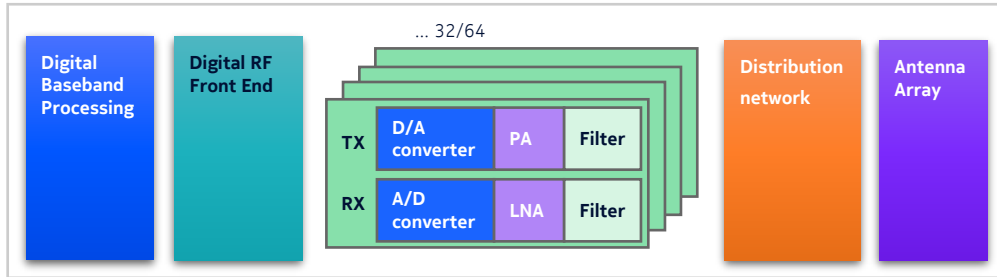 ... 32/64
Digital
Baseband
Processing
Digital RF
Front End
TX
D/A
converter
PA
Filter
RX
A/D
converter
LNA
Filter
Distribution
network
Antenna
Array